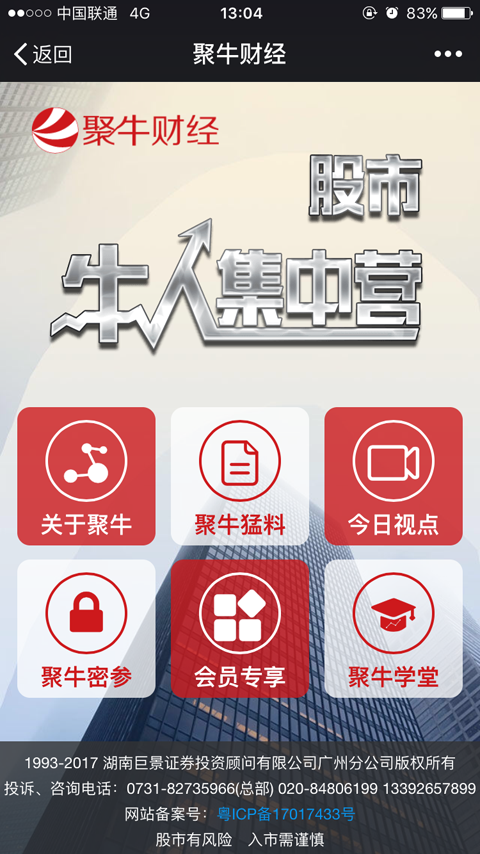 中国联通 4G 13:04 83%
返回 聚牛财经
聚牛财经
股市
牛人集中营
关于聚牛 聚牛猛料 今日视点
聚牛密参 会员专享 聚牛学堂
1993-2017 湖南巨景证券投资顾问有限公司广州分公司版权所有
投诉、咨询电话：0731-82735966(总部) 020-84806199 13392657899
网站备案号：粤ICP备17017433号
股市有风险 入市需谨慎